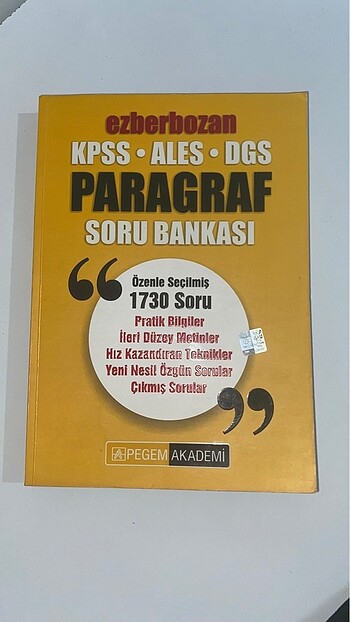 ezberbozan
KPSS • ALES • DGS
PARAGRAF
SORU BANKASI
Özenle Seçilmiş
1730 Soru
Pratik Bilgiler
İleri Düzey Metinler
Hız Kazandıran Teknikler
Yeni Nesil Özgün Sorular
Çıkmış Sorular
PEGEM AKADEMİ